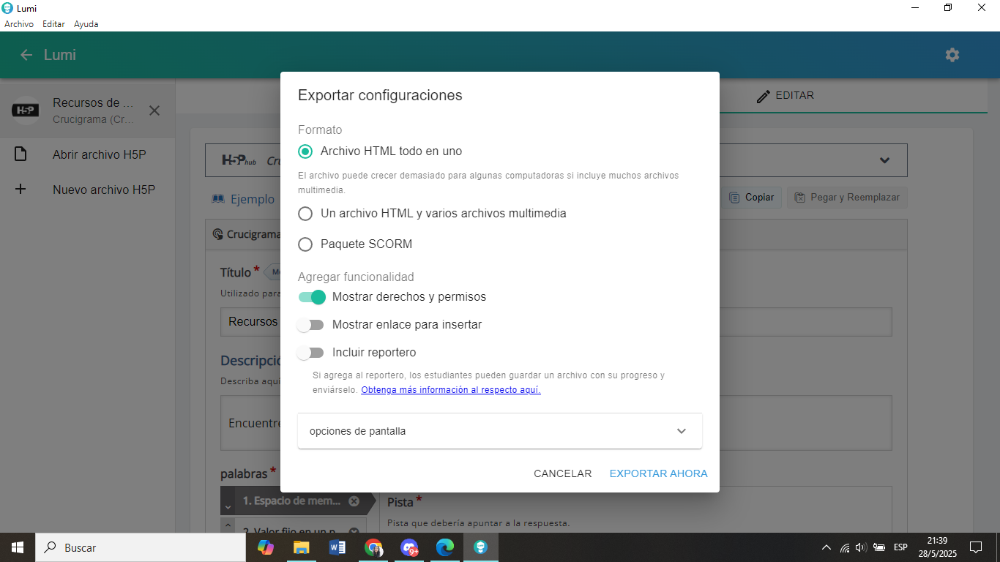 Lumi
Archivo Editar Ayuda
Lumi
H5P
Recursos de ...
Crucigrama (Cr...
Abrir archivo H5P
Nuevo archivo H5P
EDITAR
H5P hub
Ejemplo
Copiar
Pegar y Reemplazar
Crucigrama
Título *
Utilizado para
Recursos
Descripció
Describa aquí
Encuentre
palabras *
1. Espacio de mem...
2. Valor fijo en un p...
Pista *
Pista que debería apuntar a la respuesta.
Exportar configuraciones
Formato
Archivo HTML todo en uno
El archivo puede crecer demasiado para algunas computadoras si incluye muchos archivos
multimedia.
Un archivo HTML y varios archivos multimedia
Paquete SCORM
Agregar funcionalidad
Mostrar derechos y permisos
Mostrar enlace para insertar
Incluir reportero
Si agrega al reportero, los estudiantes pueden guardar un archivo con su progreso y
enviárselo. Obtenga más información al respecto aquí.
opciones de pantalla
CANCELAR EXPORTAR AHORA
Buscar
9+
ESP
21:39
28/5/2025